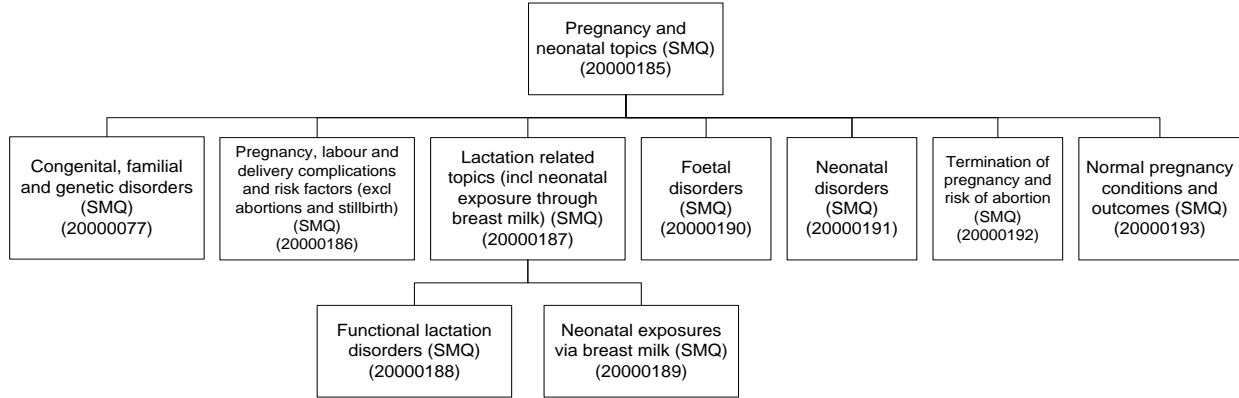 Pregnancy and
neonatal topics (SMQ)
(20000185)
Congenital, familial
and genetic disorders
(SMQ)
(20000077)
Pregnancy, labour and
delivery complications
and risk factors (excl
abortions and stillbirth)
(SMQ)
(20000186)
Lactation related
topics (incl neonatal
exposure through
breast milk) (SMQ)
(20000187)
Foetal
disorders
(SMQ)
(20000190)
Neonatal
disorders
(SMQ)
(20000191)
Termination of
pregnancy and
risk of abortion
(SMQ)
(20000192)
Normal pregnancy
conditions and
outcomes (SMQ)
(20000193)
Functional lactation
disorders (SMQ)
(20000188)
Neonatal exposures
via breast milk (SMQ)
(20000189)